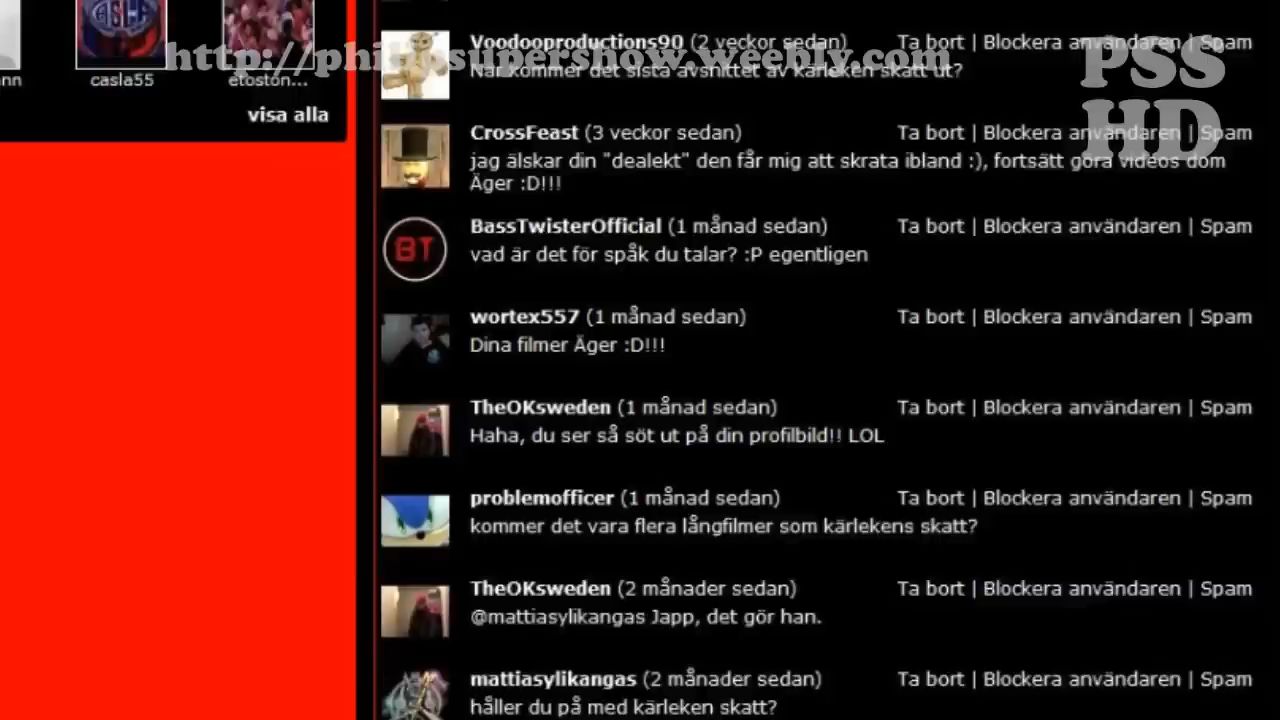 nn
casla55
etoston...
visa alla
http://philipsupershow.weebly.com
PSS
HD
Voodooproductions90 (2 veckor sedan) Ta bort | Blockera användaren | Spam
När kommer det sista avsnittet av kärleken skatt ut?
CrossFeast (3 veckor sedan) Ta bort | Blockera användaren | Spam
jag älskar din "dealekt" den får mig att skrata ibland :), fortsätt göra videos dom
Äger :D!!!
BT
BassTwisterOfficial (1 månad sedan) Ta bort | Blockera användaren | Spam
vad är det för spåk du talar? :P egentligen
wortex557 (1 månad sedan) Ta bort | Blockera användaren | Spam
Dina filmer Äger :D!!!
TheOKsweden (1 månad sedan) Ta bort | Blockera användaren | Spam
Haha, du ser så söt ut på din profilbild!! LOL
problemofficer (1 månad sedan) Ta bort | Blockera användaren | Spam
kommer det vara flera långfilmer som kärlekens skatt?
TheOKsweden (2 månader sedan) Ta bort | Blockera användaren | Spam
@mattiasylikangas Japp, det gör han.
mattiasylikangas (2 månader sedan) Ta bort | Blockera användaren | Spam
håller du på med kärleken skatt?